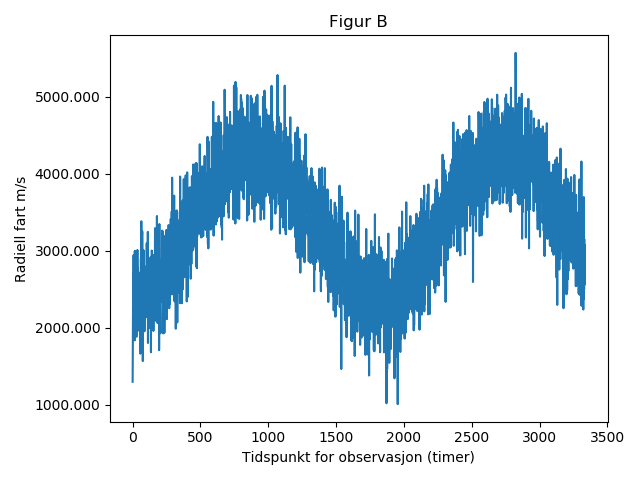 Figur B
Radiell fart m/s
5000.000
4000.000
3000.000
2000.000
1000.000
0 500 1000 1500 2000 2500 3000 3500
Tidspunkt for observasjon (timer)